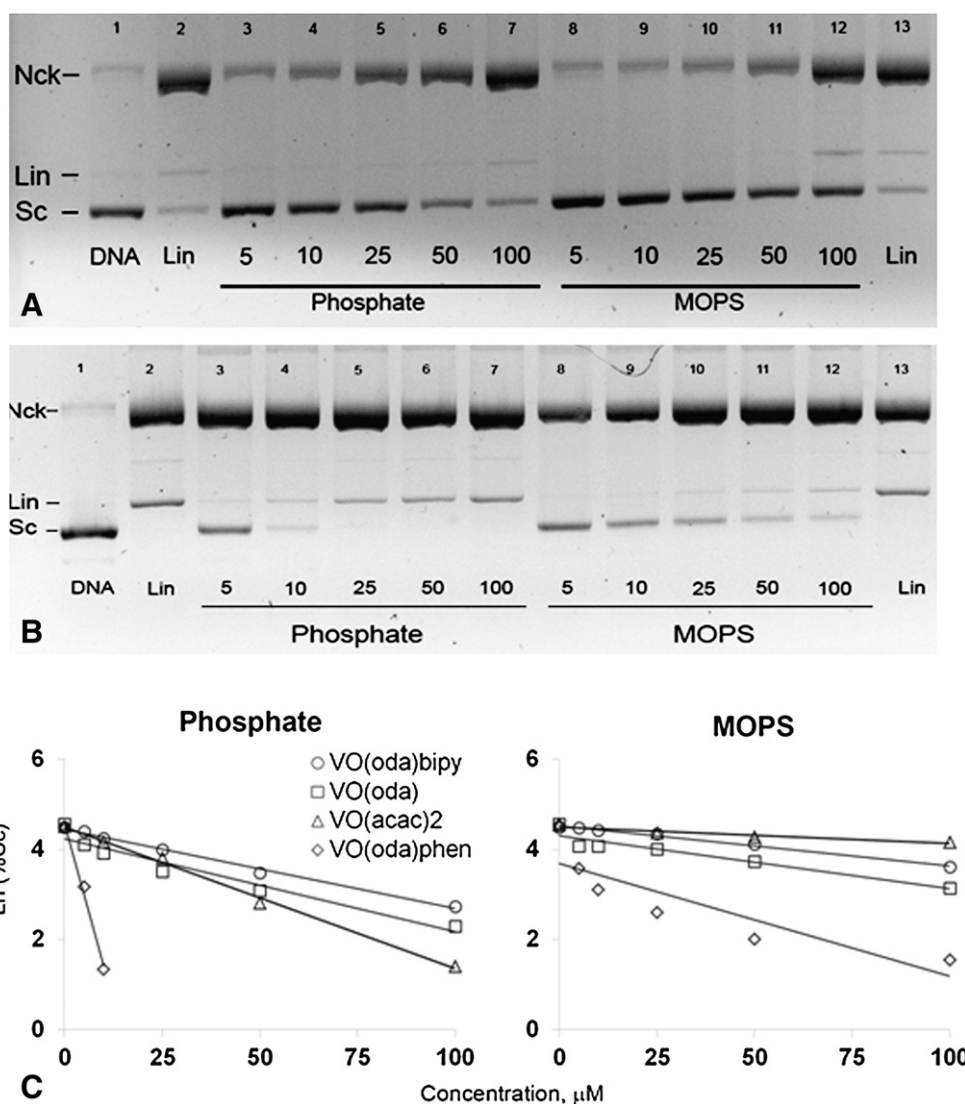 1 2 3 4 5 6 7 8 9 10 11 12 13
Nck
Lin
Sc
DNA Lin 5 10 25 50 100 5 10 25 50 100 Lin
Phosphate MOPS
A
1 2 3 4 5 6 7 8 9 10 11 12 13
Nck
Lin
Sc
DNA Lin 5 10 25 50 100 5 10 25 50 100 Lin
Phosphate MOPS
B
Phosphate MOPS
VO(oda)bipy
VO(oda)
VO(acac)2
VO(oda)phen
6 4 2 0
6 4 2 0
0 25 50 75 100
0 25 50 75 100
Concentration, μM
C